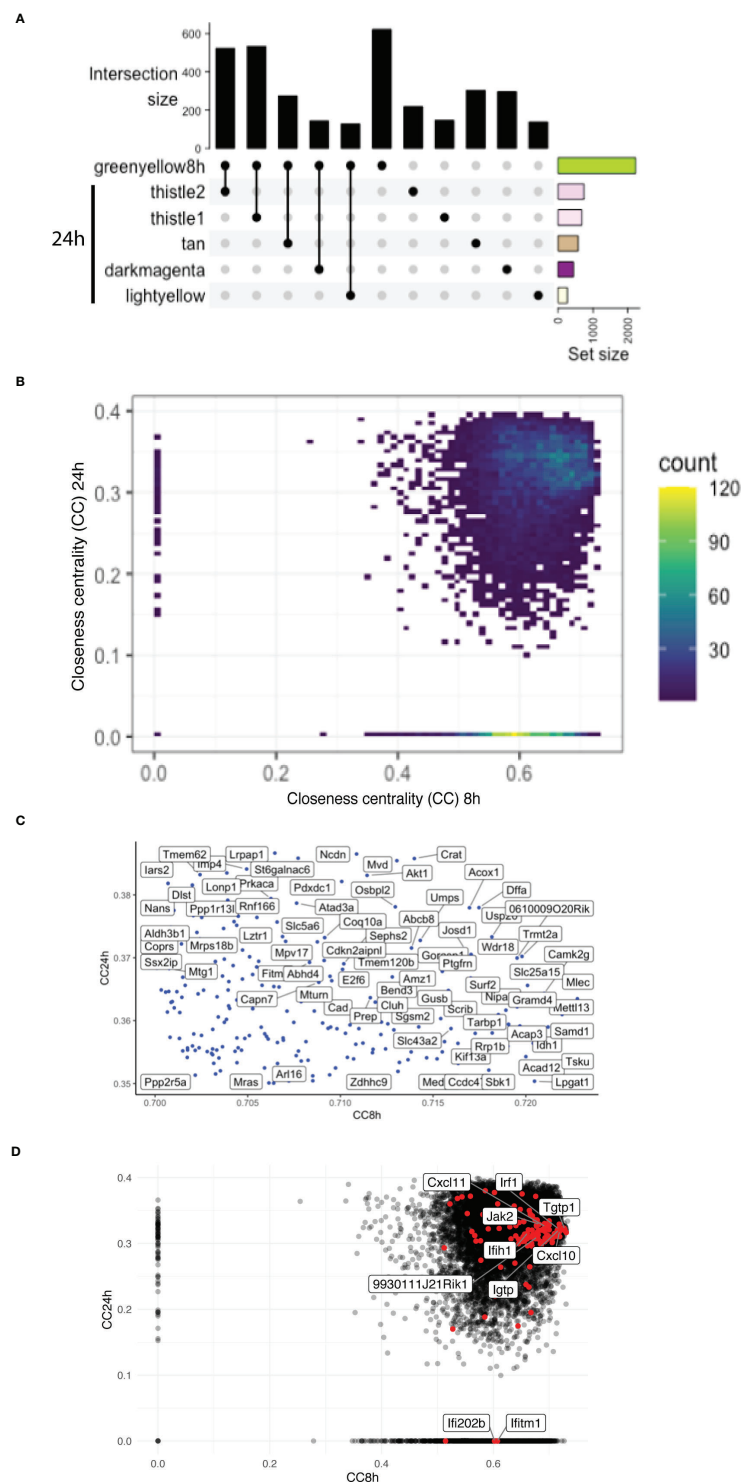 A
600
Intersection
size
400
200
0
greenyellow8h
thistle2
thistle1
24h
tan
darkmagenta
lightyellow
0
1000
2000
Set size
B
0.4
0.3
0.2
0.1
0.0
Closeness centrality (CC) 24h
0.0
0.2
0.4
0.6
Closeness centrality (CC) 8h
count
120
90
60
30
C
Tmem62
Imp4
Lrpap1
Ncdn
Mvd
Crat
Iars2
St6galnac6
Akt1
Acox1
Dlst
Lonp1
Prkaca
Pdxdc1
Osbpl2
Dffa
Nans
Ppp1r13l
Rnf166
Atad3a
Umps
0610009O20Rik
Abcb8
Aldh3b1
Lztr1
Slc5a6
Coq10a
Josd1
Trmt2a
Coprs
Mrps18b
Sephs2
Wdr18
Mpv17
Cdkn2aipnl
Camk2g
Ssx2ip
Tmem120b
Ptgfrn
Mtg1
Abhd4
Slc25a15
E2f6
Amz1
Surf2
Mlec
Bend3
Capn7
Mturn
Gusb
Gramd4
Cad
Cluh
Scrib
Mettl13
Prep
Sgsm2
Tarbp1
Acap3
Samd1
Slc43a2
Rrp1b
Idh1
Kif13a
Tsku
Acad12
Ppp2r5a
Mras
Arl16
Zdhhc9
Med
Sbk1
Lpgat1
0.38
0.37
0.36
0.35
CC24h
0.700
0.705
0.710
0.715
0.720
CC8h
D
0.4
0.3
0.2
0.1
0.0
CC24h
Cxcl11
Irf1
Tgtp1
Jak2
Ifih1
Cxcl10
9930111J21Rik1
Igtp
Ifi202b
Ifitm1
0.0
0.2
0.4
0.6
CC8h